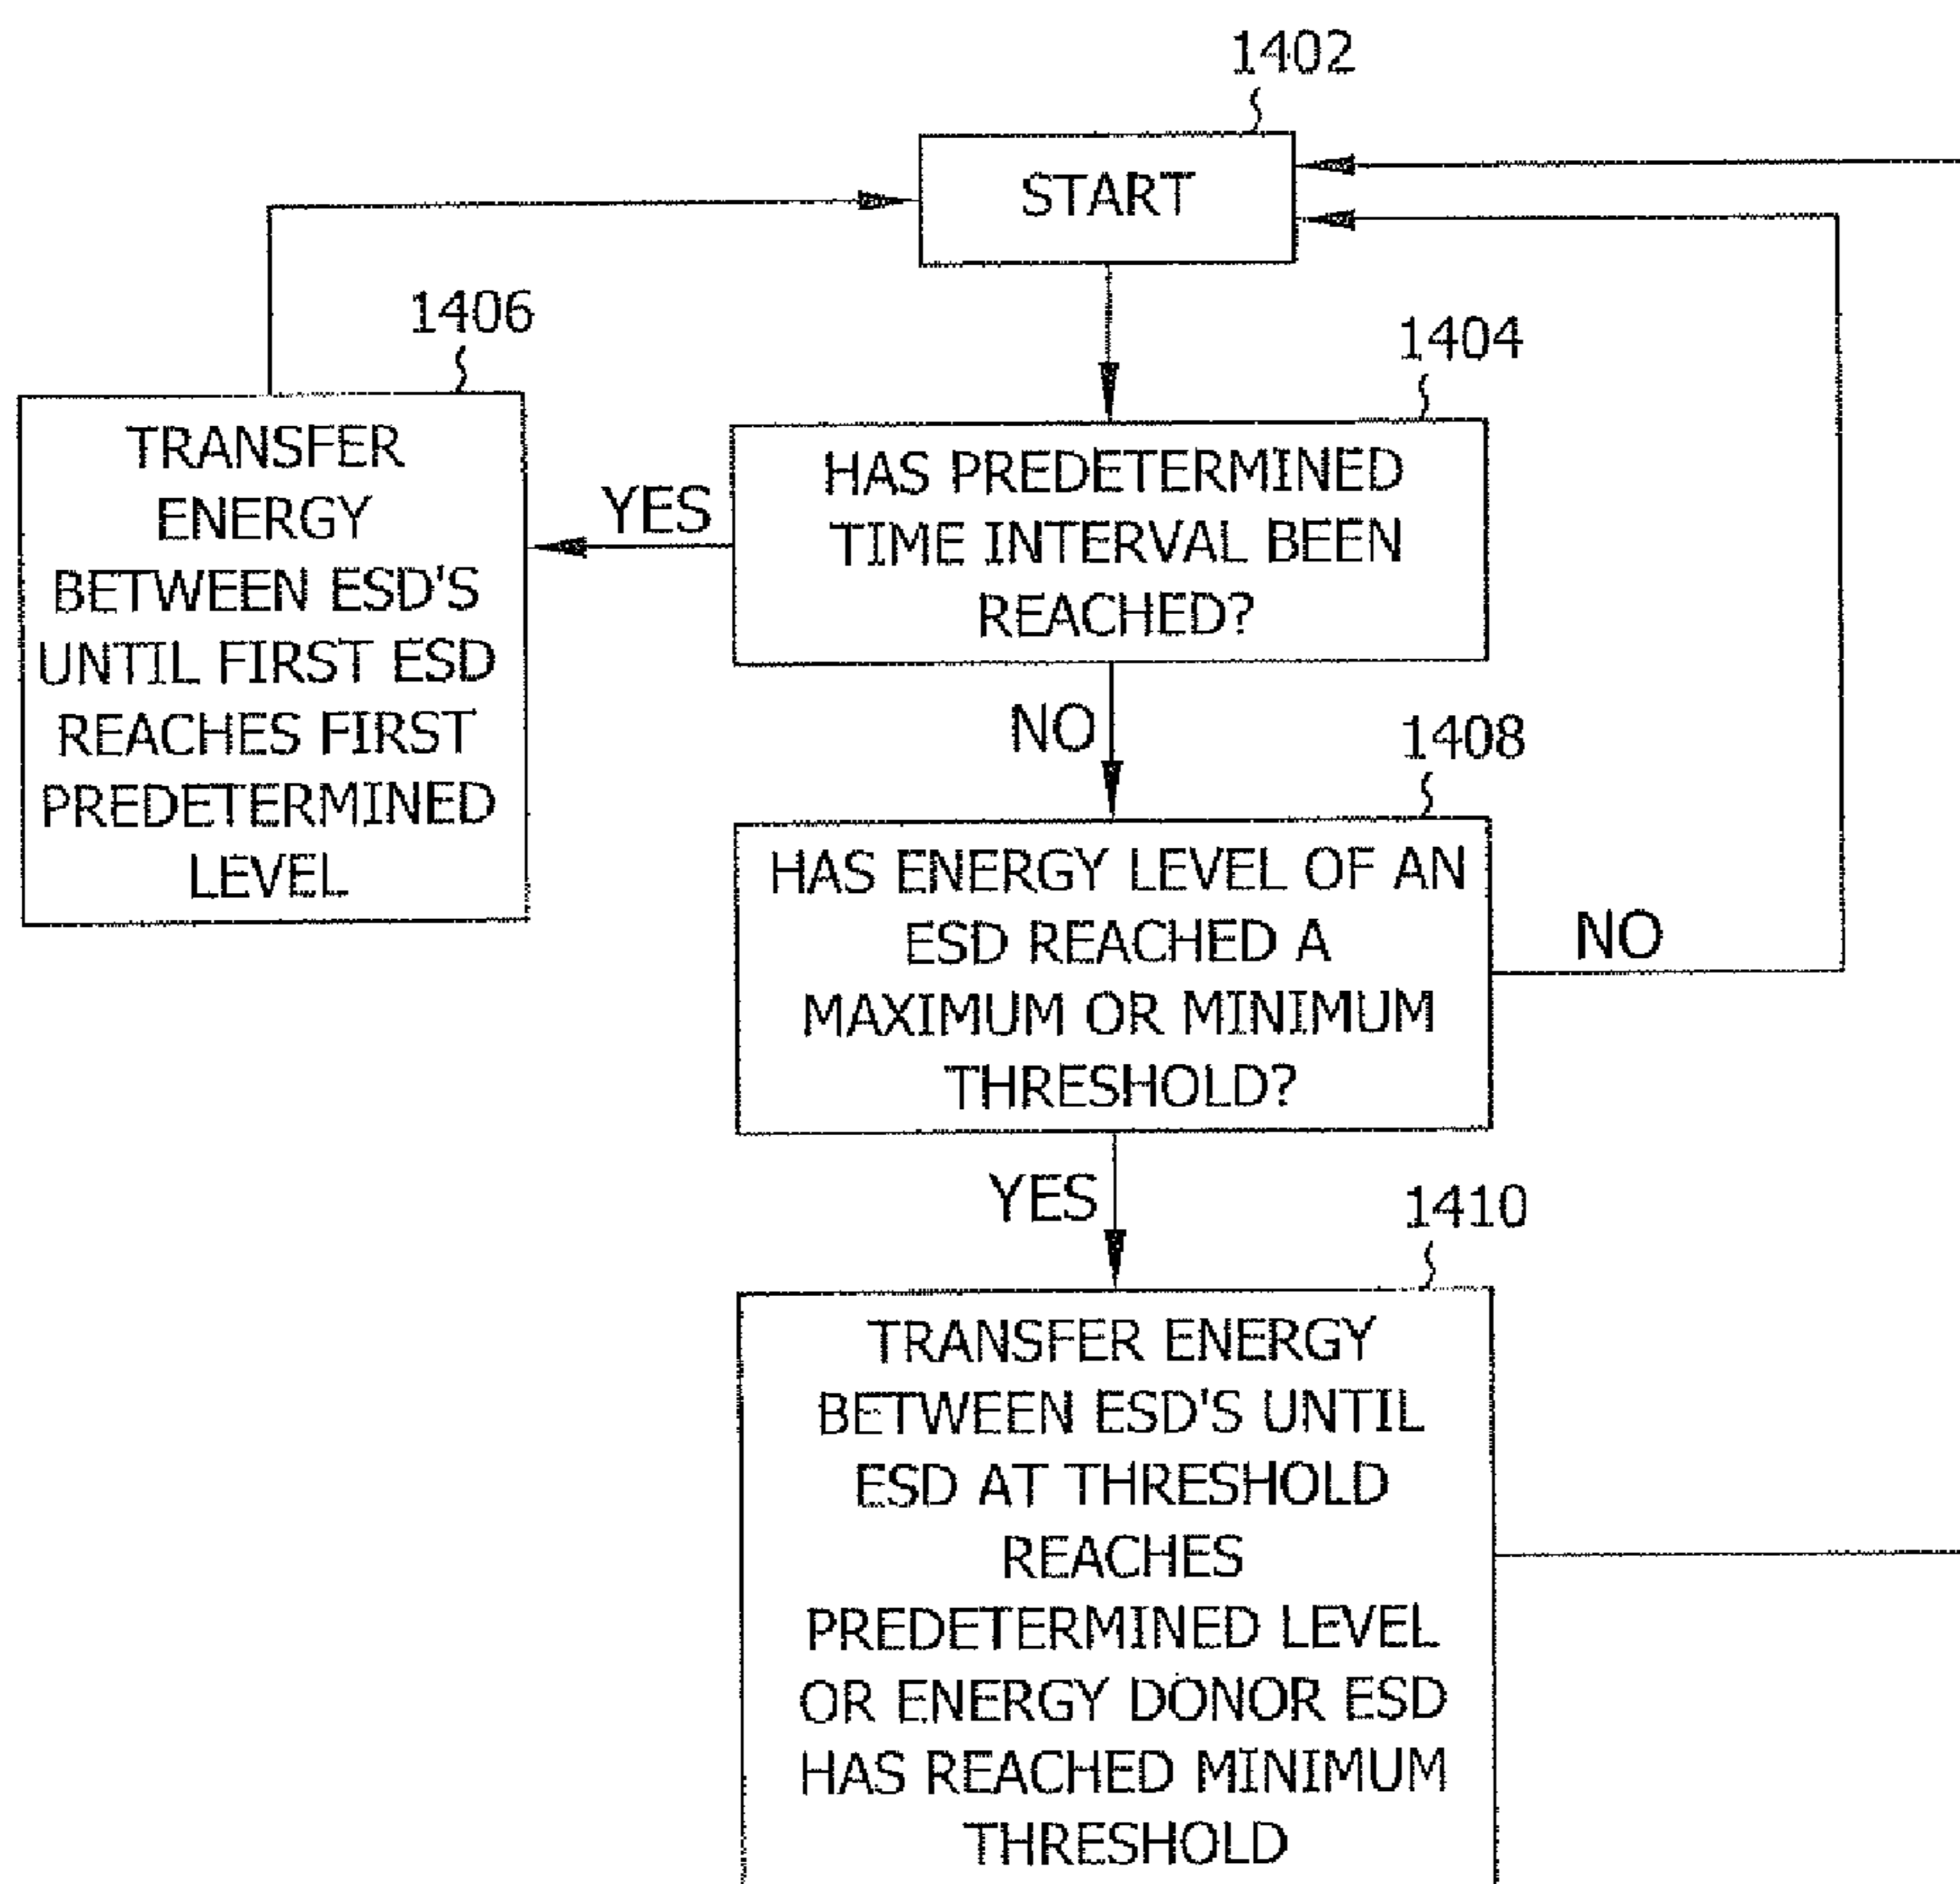 1402
START
1406
TRANSFER
ENERGY
BETWEEN ESD'S
UNTIL FIRST ESD
REACHES FIRST
PREDETERMINED
LEVEL
YES
1404
HAS PREDETERMINED
TIME INTERVAL BEEN
REACHED?
NO
1408
HAS ENERGY LEVEL OF AN
ESD REACHED A
MAXIMUM OR MINIMUM
THRESHOLD?
NO
YES
1410
TRANSFER ENERGY
BETWEEN ESD'S UNTIL
ESD AT THRESHOLD
REACHES
PREDETERMINED LEVEL
OR ENERGY DONOR ESD
HAS REACHED MINIMUM
THRESHOLD